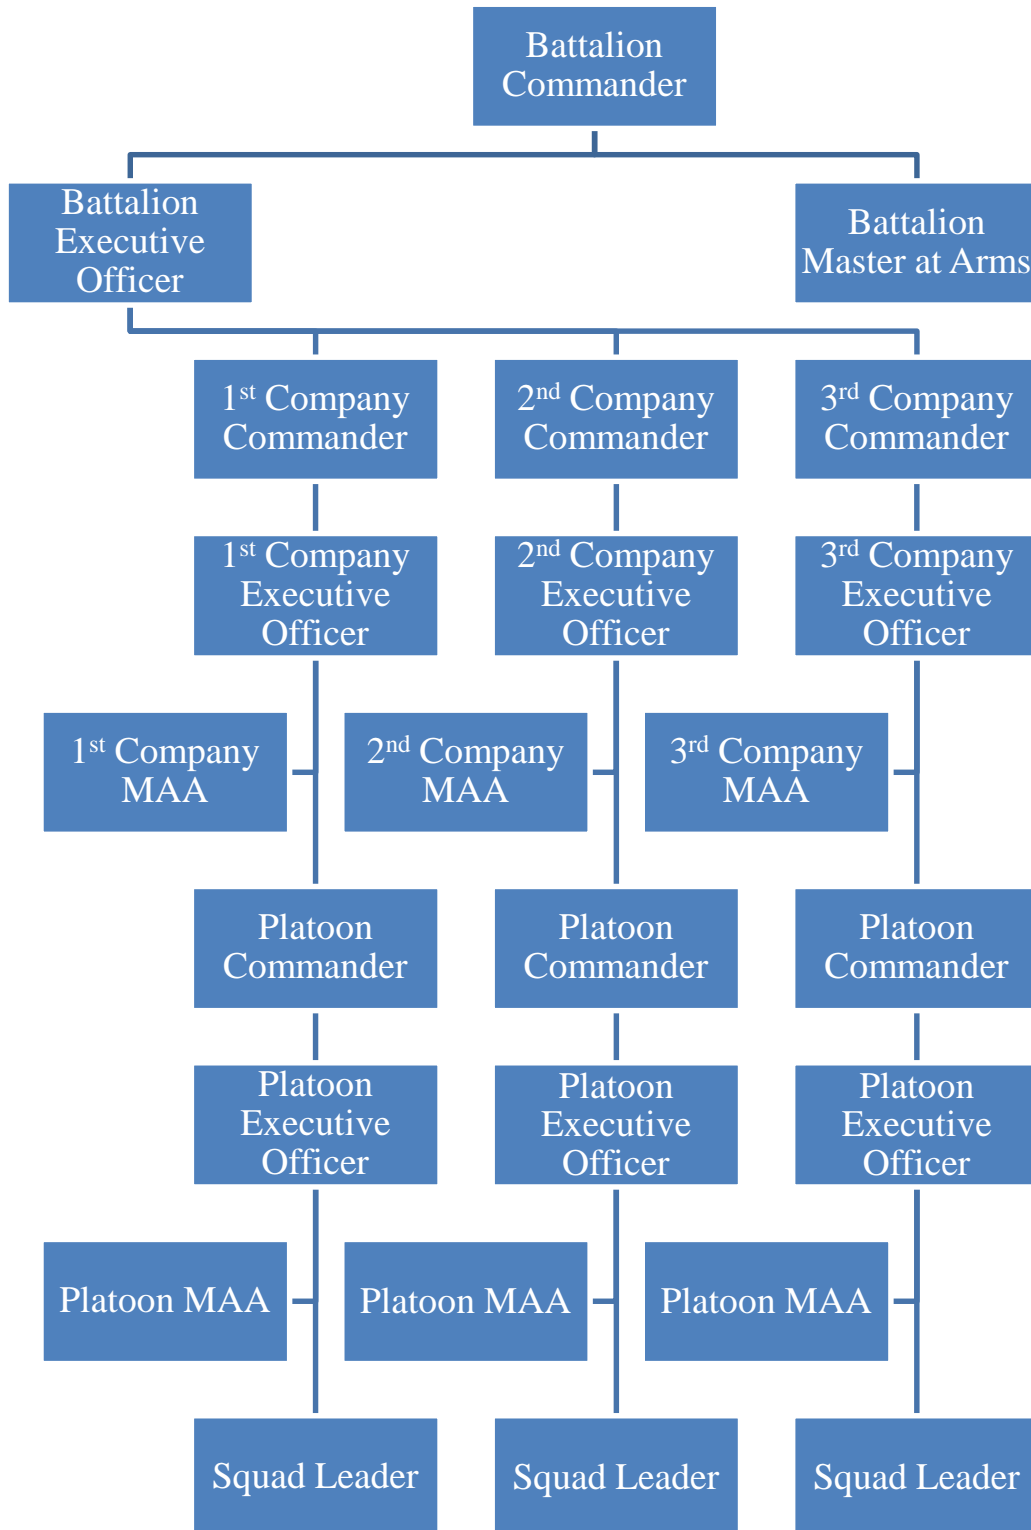 Battalion
Commander
Battalion
Executive
Officer
Battalion
Master at Arms
1st Company
Commander
2nd Company
Commander
3rd Company
Commander
1st Company
Executive
Officer
2nd Company
Executive
Officer
3rd Company
Executive
Officer
1st Company
MAA
2nd Company
MAA
3rd Company
MAA
Platoon
Commander
Platoon
Commander
Platoon
Commander
Platoon
Executive
Officer
Platoon
Executive
Officer
Platoon
Executive
Officer
Platoon MAA
Platoon MAA
Platoon MAA
Squad Leader
Squad Leader
Squad Leader